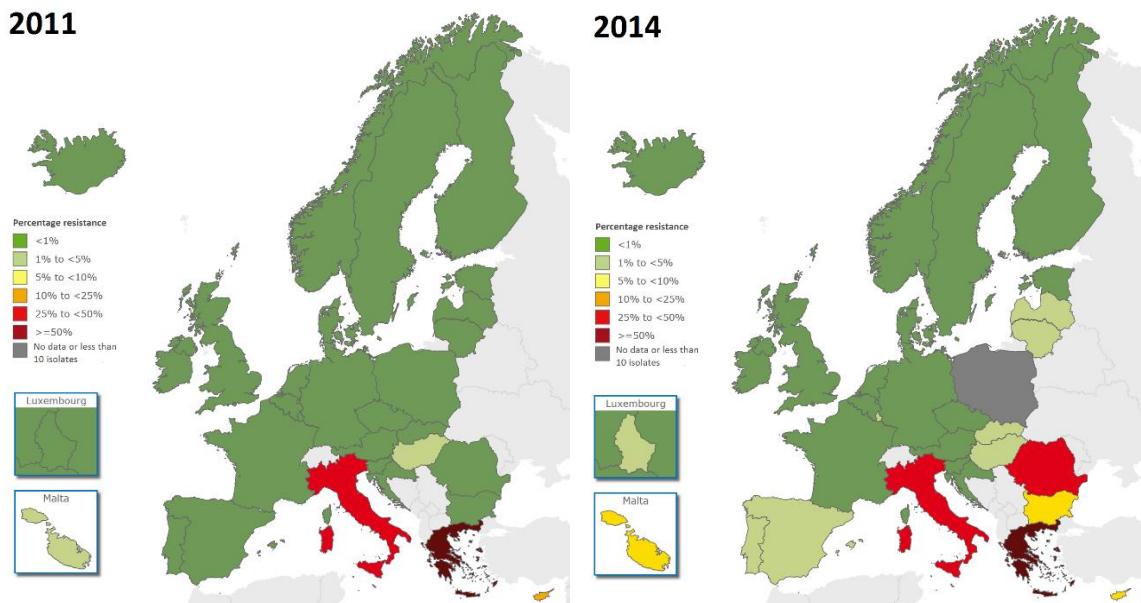 2011
Percentage resistance
<1%
1% to <5%
5% to <10%
10% to <25%
25% to <50%
>=50%
No data or less than
10 isolates
Luxembourg
Malta
2014
Percentage resistance
<1%
1% to <5%
5% to <10%
10% to <25%
25% to <50%
>=50%
No data or less than
10 isolates
Luxembourg
Malta